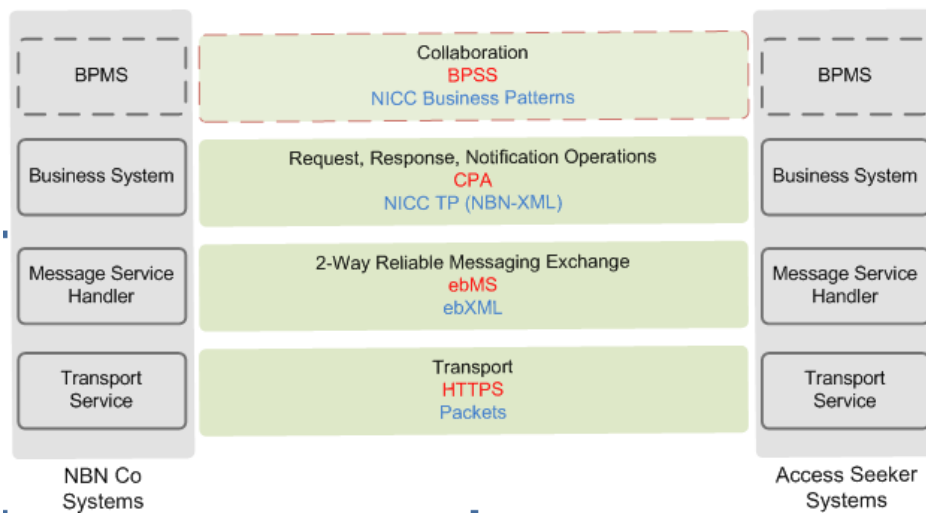 BPMS
Collaboration
BPSS
NICC Business Patterns
BPMS
Business System
Request, Response, Notification Operations
CPA
NICC TP (NBN-XML)
Business System
Message Service
Handler
2-Way Reliable Messaging Exchange
ebMS
ebXML
Message Service
Handler
Transport
Service
Transport
HTTPS
Packets
Transport
Service
NBN Co
Systems
Access Seeker
Systems